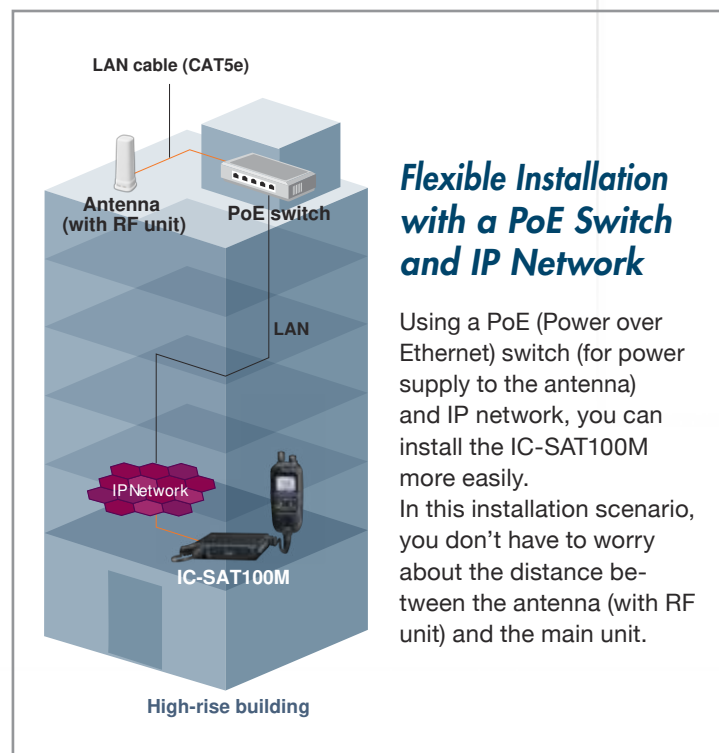 LAN cable (CAT5e)
Antenna
(with RF unit)
PoE switch
LAN
IP Network
IC-SAT100M
High-rise building
Flexible Installation
with a PoE Switch
and IP Network
Using a PoE (Power over
Ethernet) switch (for power
supply to the antenna)
and IP network, you can
install the IC-SAT100M
more easily.
In this installation scenario,
you don’t have to worry
about the distance be-
tween the antenna (with RF
unit) and the main unit.